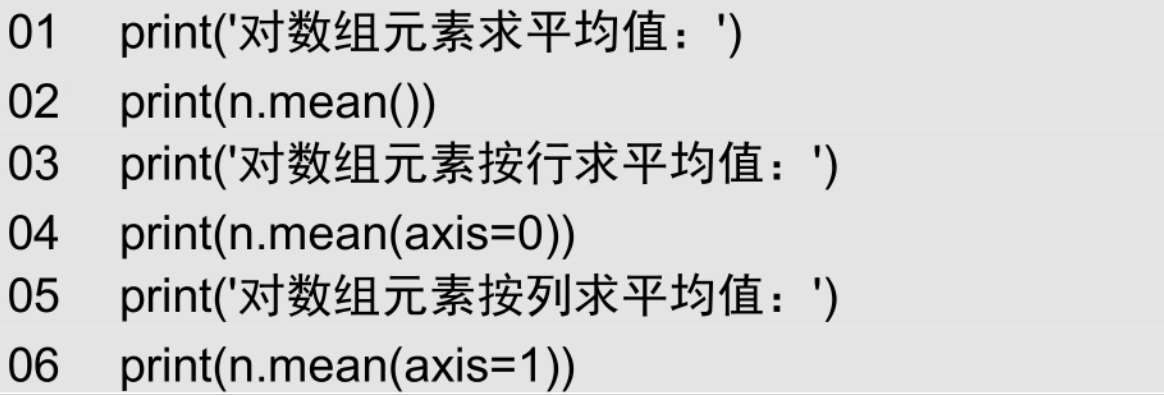 01 print('对数组元素求平均值：')
02 print(n.mean())
03 print('对数组元素按行求平均值：')
04 print(n.mean(axis=0))
05 print('对数组元素按列求平均值：')
06 print(n.mean(axis=1))